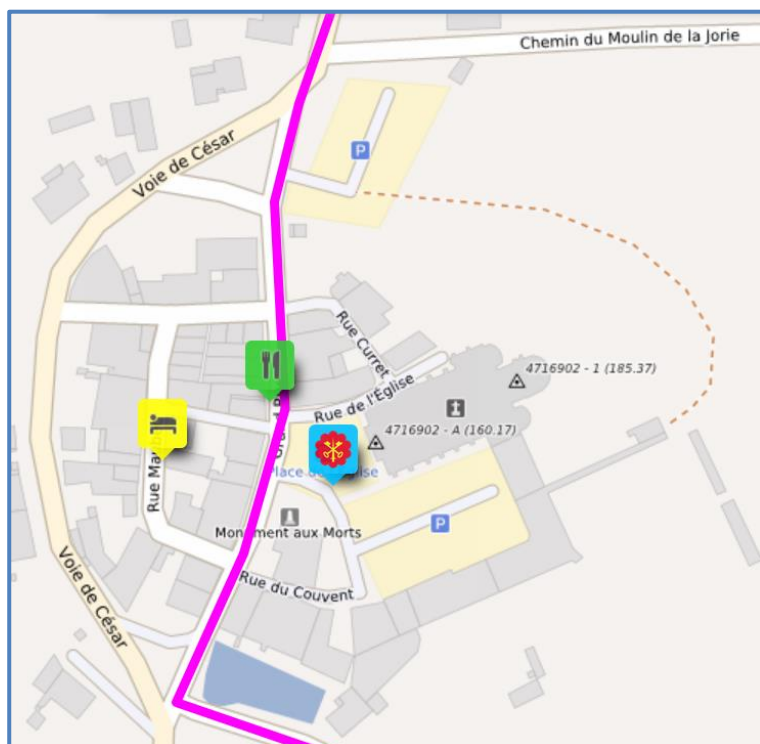 Chemin du Moulin de la Jorie
Voie de César
P
Rue Curret
4716902 - 1 (185.37)
Rue de l'Église
4716902 - A (160.17)
Rue
P
Monument aux Morts
Rue du Couvent
Voie de César